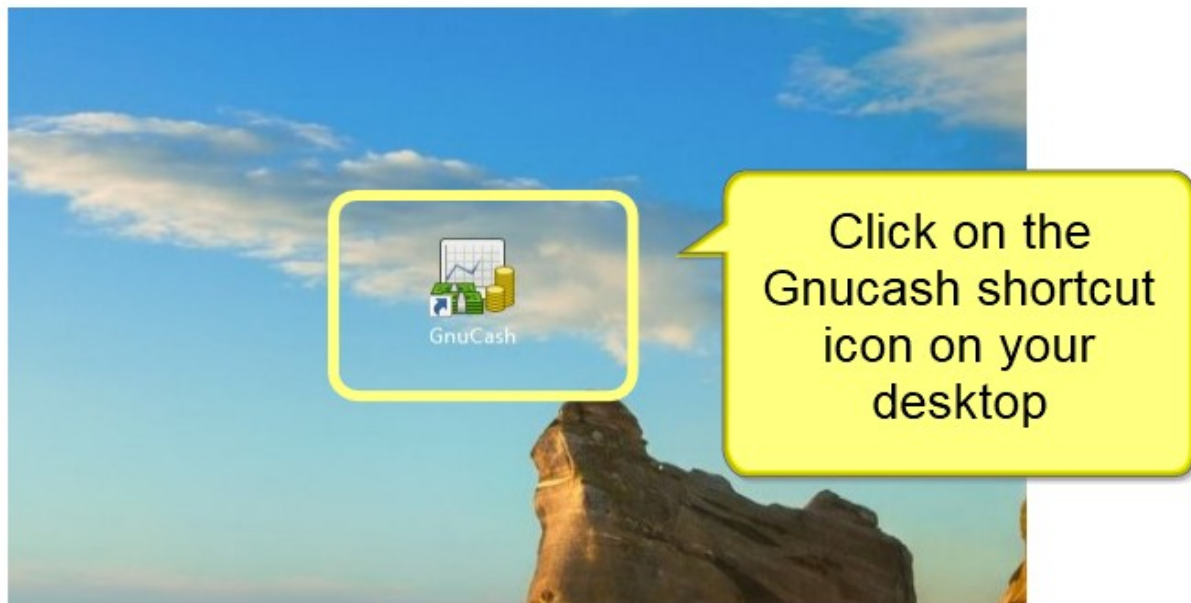 GnuCash
Click on the
Gnucash shortcut
icon on your
desktop